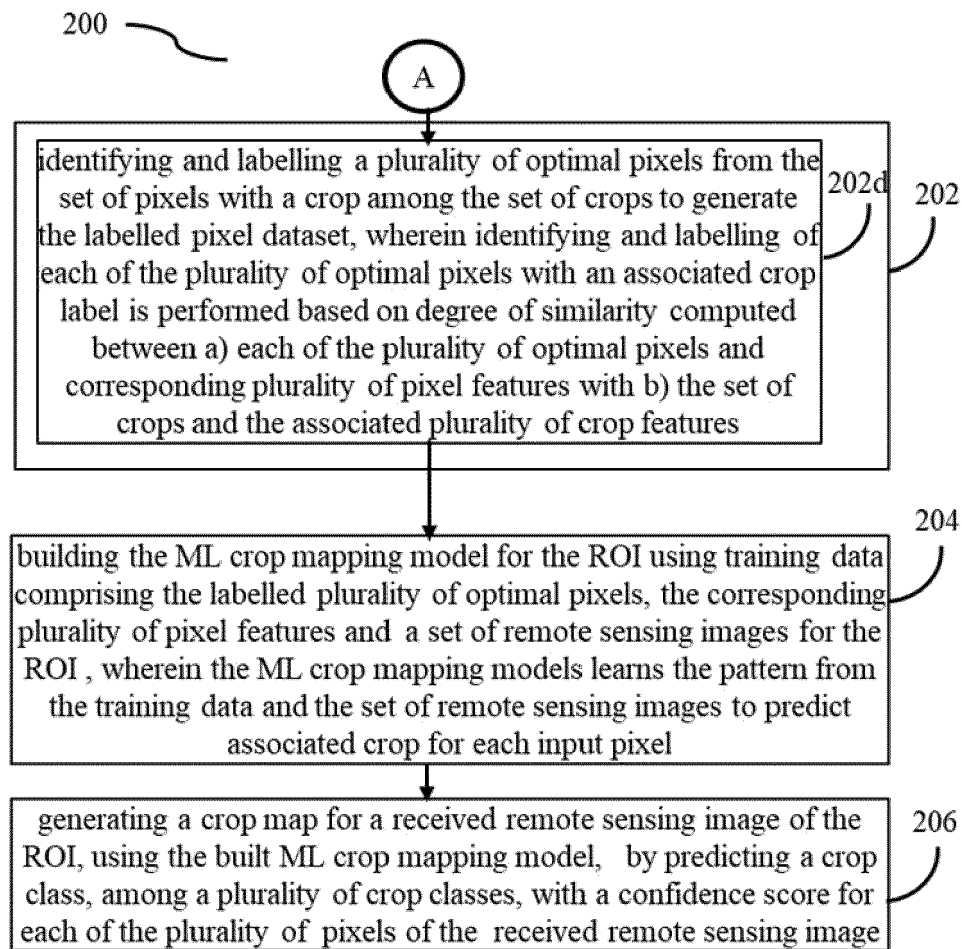 200
A
identifying and labelling a plurality of optimal pixels from the
set of pixels with a crop among the set of crops to generate
the labelled pixel dataset, wherein identifying and labelling of
each of the plurality of optimal pixels with an associated crop
label is performed based on degree of similarity computed
between a) each of the plurality of optimal pixels and
corresponding plurality of pixel features with b) the set of
crops and the associated plurality of crop features
202d
202
building the ML crop mapping model for the ROI using training data
comprising the labelled plurality of optimal pixels, the corresponding
plurality of pixel features and a set of remote sensing images for the
ROI , wherein the ML crop mapping models learns the pattern from
the training data and the set of remote sensing images to predict
associated crop for each input pixel
204
generating a crop map for a received remote sensing image of the
ROI, using the built ML crop mapping model, by predicting a crop
class, among a plurality of crop classes, with a confidence score for
each of the plurality of pixels of the received remote sensing image
206